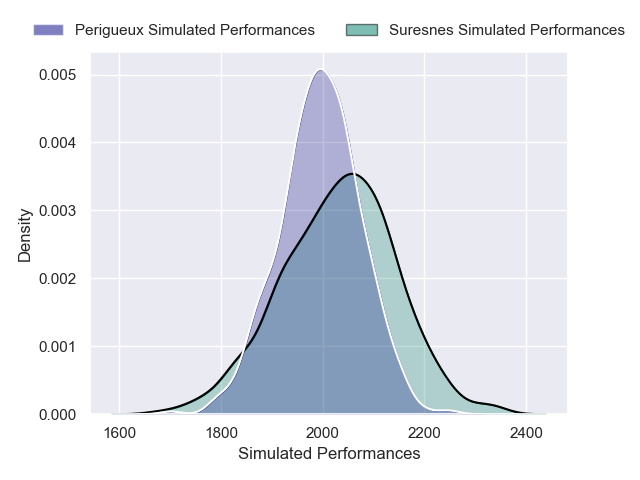 Perigueux Simulated Performances
Suresnes Simulated Performances
0.005
0.004
0.003
0.002
0.001
0.000
Density
1600
1800
2000
2200
2400
Simulated Performances